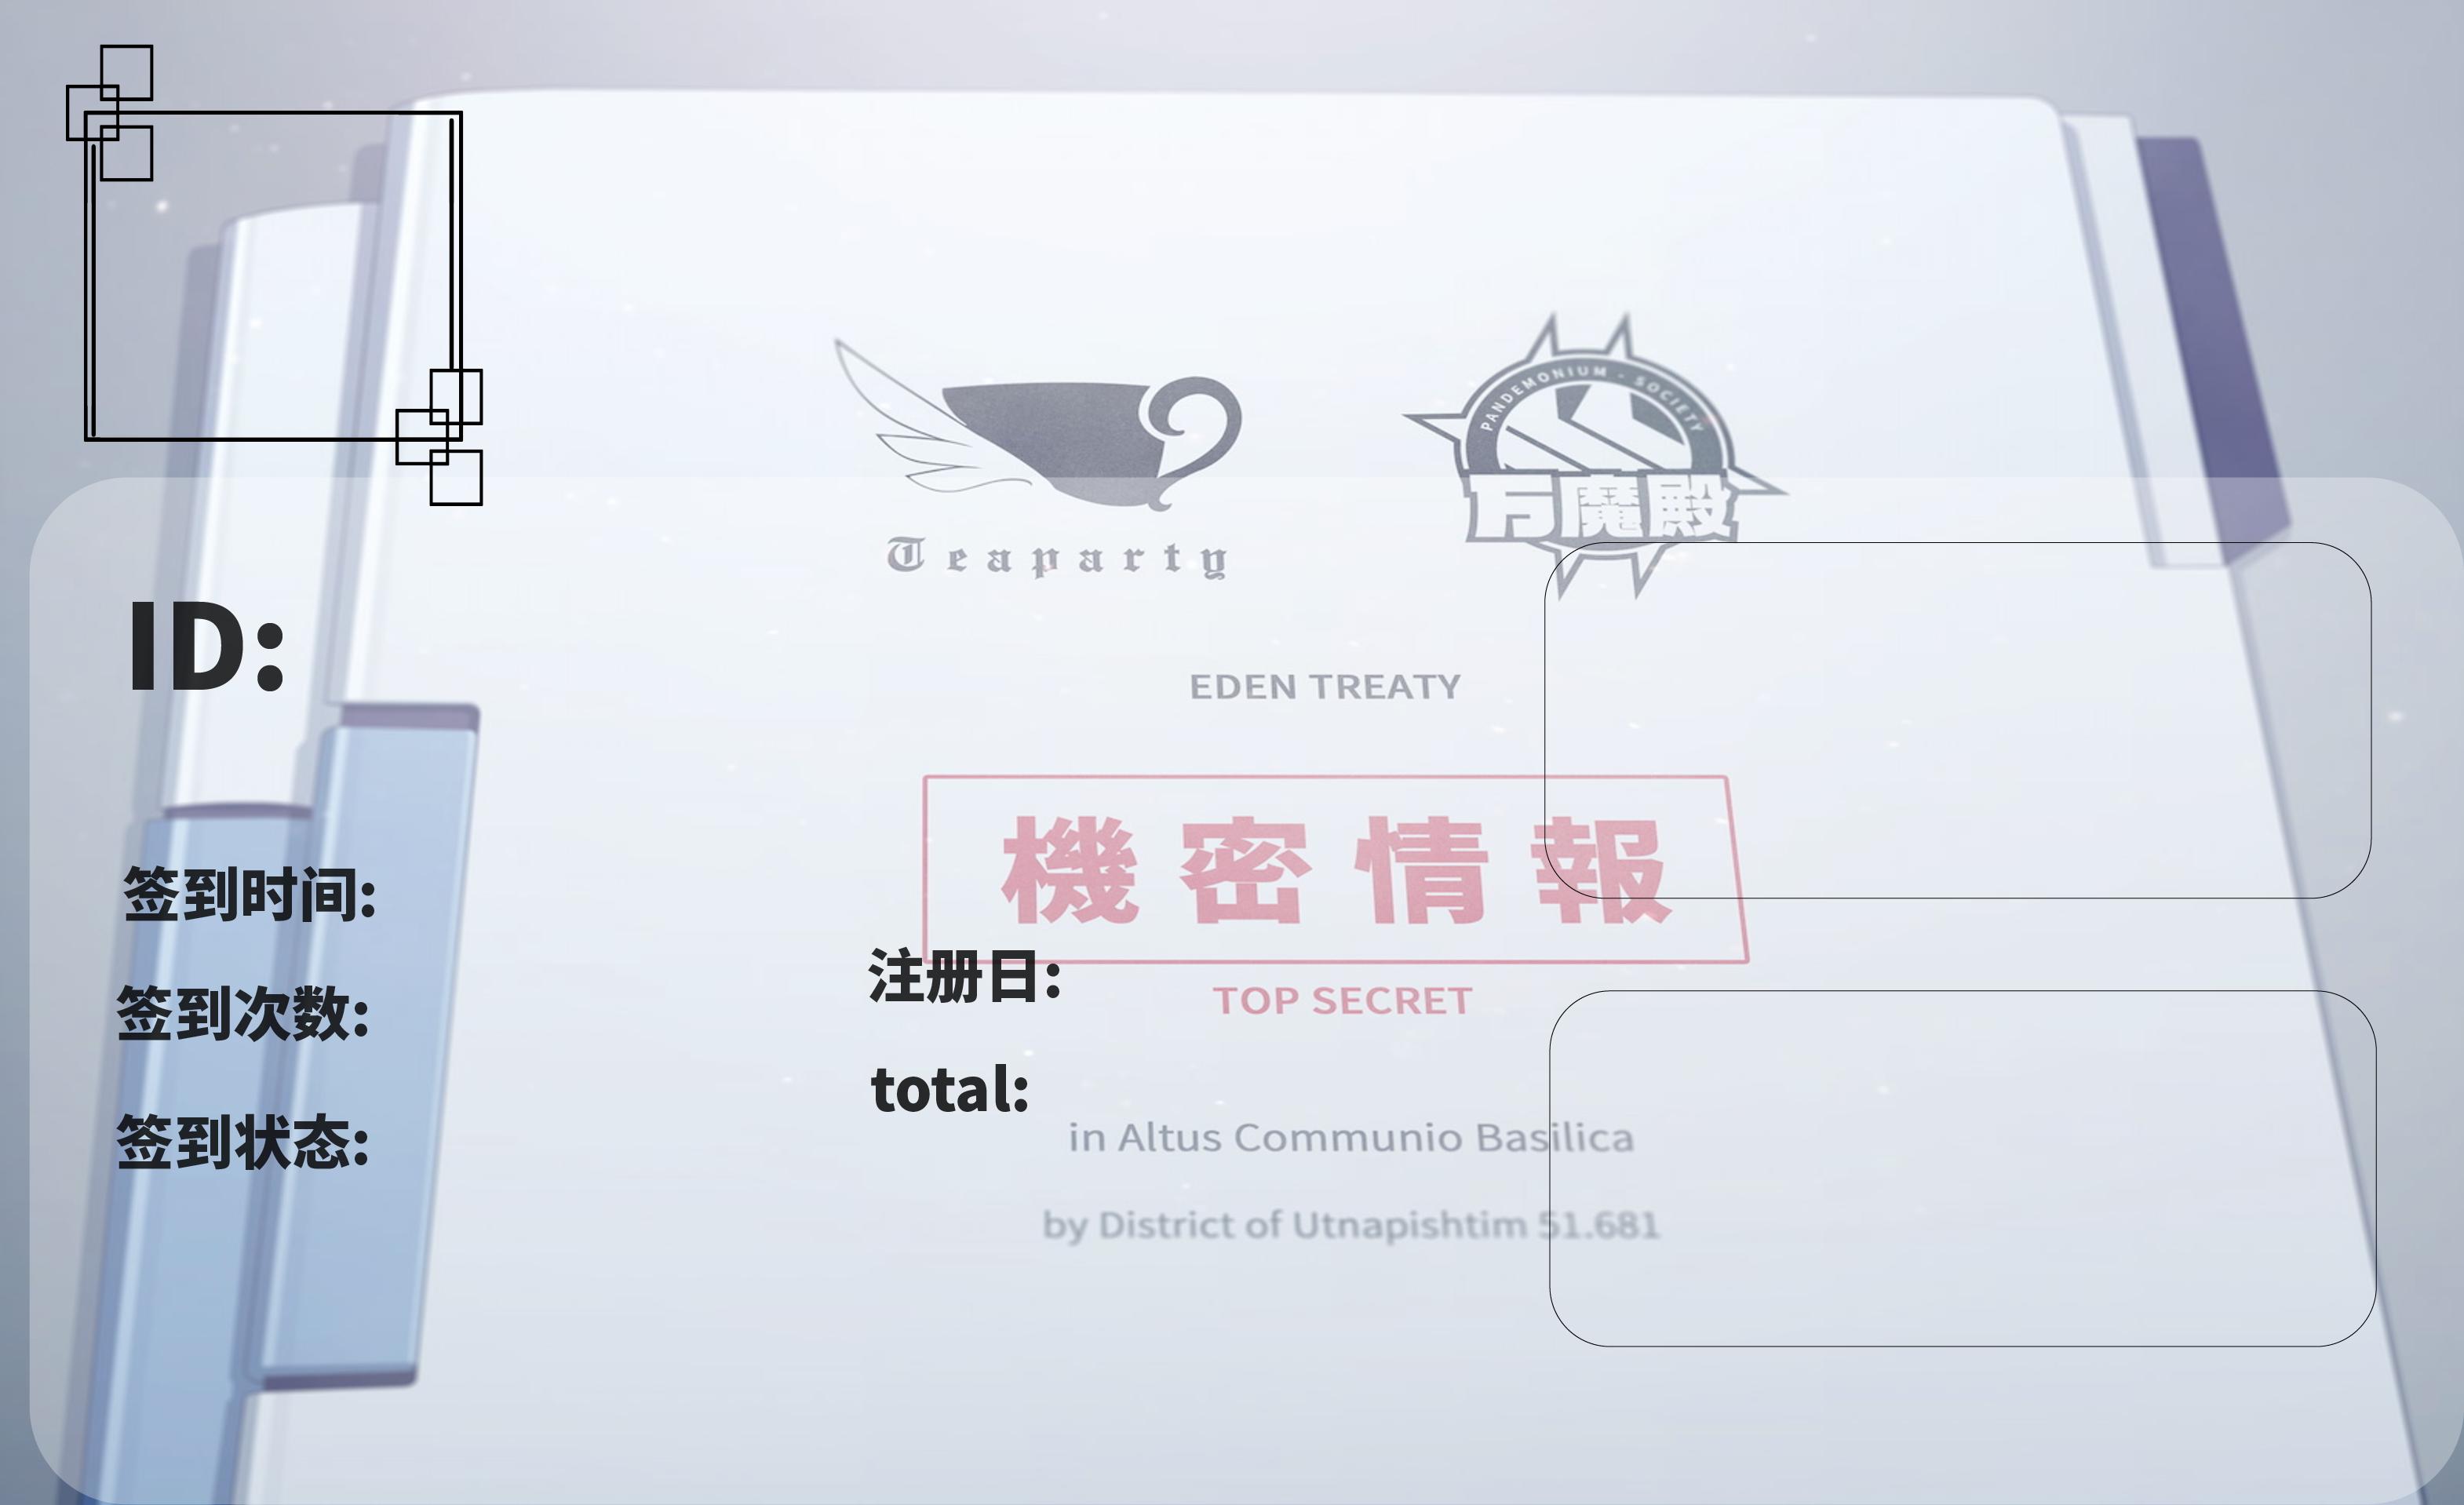 PANDEMONIUM - SOCIETY
万魔殿
Teaparty
ID:
EDEN TREATY
機密情報
签到时间:
注册日:
TOP SECRET
签到次数:
total:
in Altus Communio Basilica
签到状态:
by District of Utnapishtim 51.681